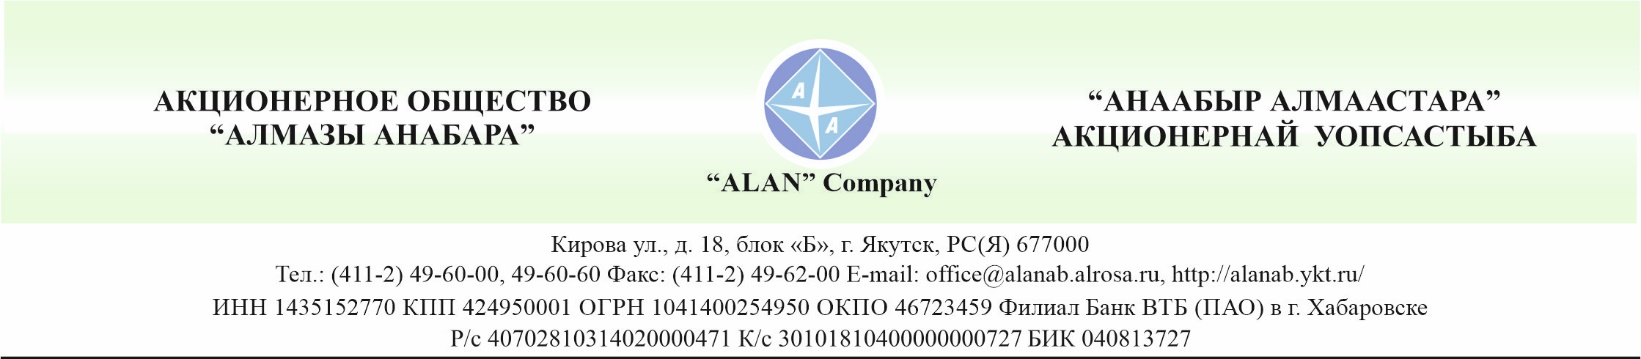 АКЦИОНЕРНОЕ ОБЩЕСТВО
“АЛМАЗЫ АНАБАРА”
А
А
“ALAN” Company
“АНААБЫР АЛМААСТАРА”
АКЦИОНЕРНАЙ УОПСАСТЫБА
Кирова ул., д. 18, блок «Б», г. Якутск, РС(Я) 677000
Тел.: (411-2) 49-60-00, 49-60-60 Факс: (411-2) 49-62-00 E-mail: office@alanab.alrosa.ru, http://alanab.ykt.ru/
ИНН 1435152770 КПП 424950001 ОГРН 1041400254950 ОКПО 46723459 Филиал Банк ВТБ (ПАО) в г. Хабаровске
Р/с 40702810314020000471 К/с 30101810400000000727 БИК 040813727